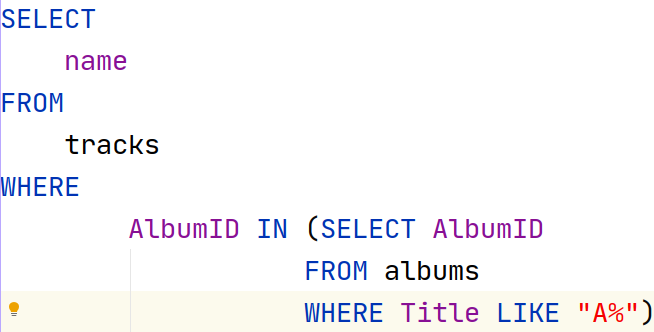 SELECT
    name
FROM
    tracks
WHERE
        AlbumID IN (SELECT AlbumID
                   FROM albums
                   WHERE Title LIKE "A%")